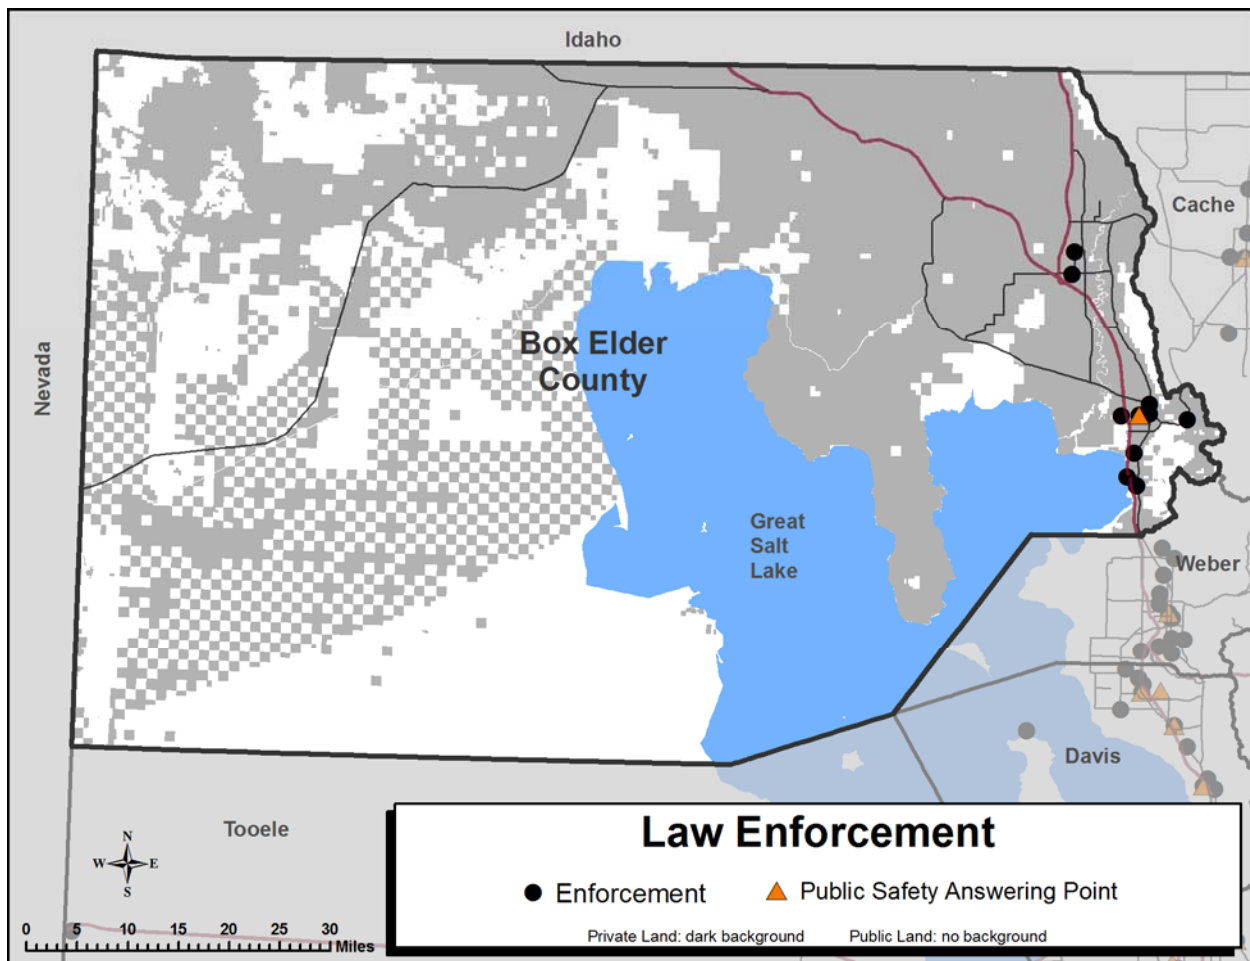 Idaho
Cache
Nevada
Box Elder
County
Great
Salt
Lake
Weber
Davis
Tooele
N
W E
S
0 5 10 15 20 25 30
Miles
Law Enforcement
Enforcement Public Safety Answering Point
Private Land: dark background Public Land: no background